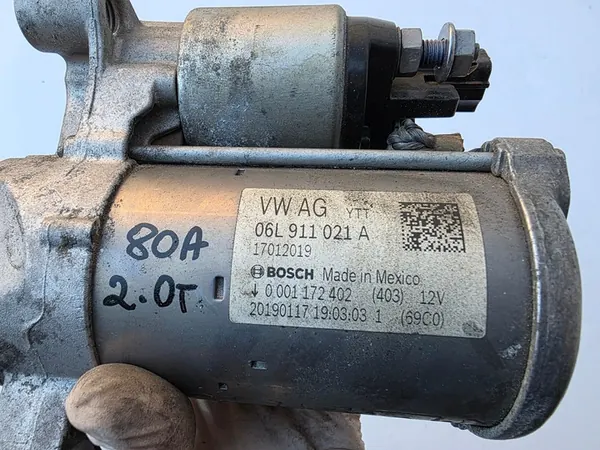 80A
2.0T
VW AG YTT
06L 911 021 A
17012019
BOSCH Made in Mexico
↓ 0 001 172 402 (403) 12V
20190117 19:03:03 1 (69C0)